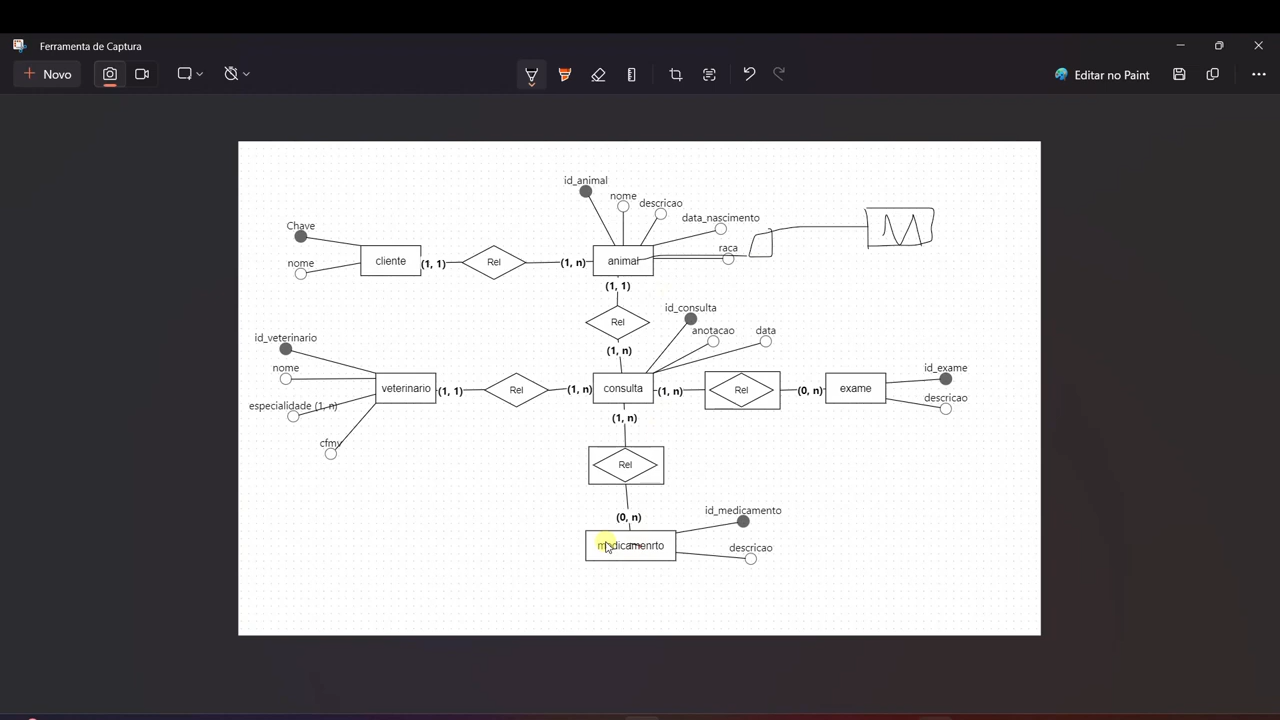 Ferramenta de Captura
Novo
Editar no Paint
id_animal
nome
descricao
data_nascimento
raca
Chave
nome
cliente
(1, 1)
Rel
(1, n)
animal
(1, 1)
Rel
(1, n)
id_consulta
anotacao
data
id_veterinario
nome
especialidade (1, n)
cfmv
veterinario
(1, 1)
Rel
(1, n)
consulta
(1, n)
Rel
(0, n)
exame
id_exame
descricao
(1, n)
Rel
(0, n)
medicamenrto
id_medicamento
descricao